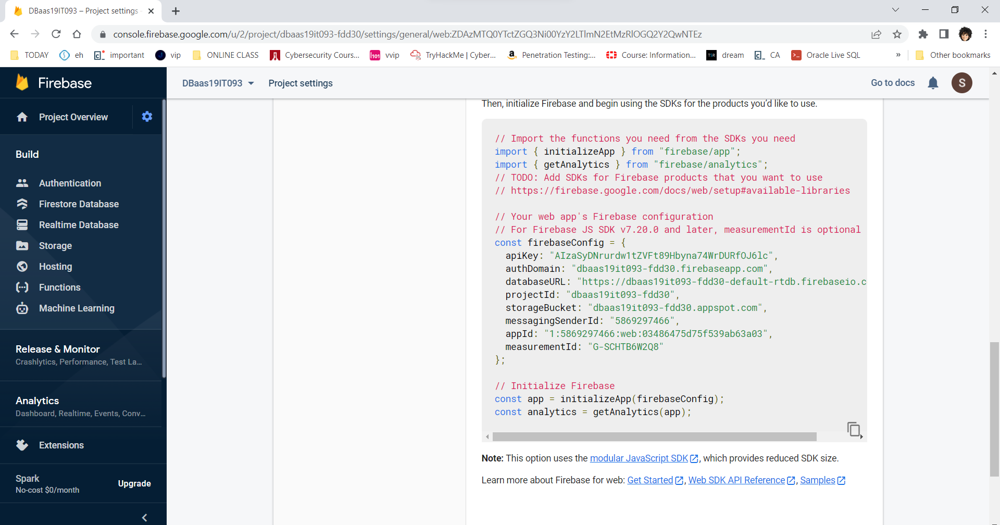 DBaas19IT093 – Project settings -
console.firebase.google.com/u/2/project/dbaas19it093-fdd30/settings/general/web:ZDAzMTQ0YTctZGQ3Ni00YzY2LTlmN2EtMzRlOGQ2Y2QwNTEz
TODAY eh important vip ONLINE CLASS Cybersecurity Cours... vvip TryHackMe | Cyber... Penetration Testing:... Course: Information... dream CA Oracle Live SQL » Other bookmarks
Firebase
DBaas19IT093 Project settings Go to docs S
Project Overview
Build
Authentication
Firestore Database
Realtime Database
Storage
Hosting
Functions
Machine Learning
Release & Monitor
Crashlytics, Performance, Test La...
Analytics
Dashboard, Realtime, Events, Conv...
Extensions
Spark
No-cost $0/month
Upgrade
Then, initialize Firebase and begin using the SDKs for the products you’d like to use.
// Import the functions you need from the SDKs you need
import { initializeApp } from "firebase/app";
import { getAnalytics } from "firebase/analytics";
// TODO: Add SDKs for Firebase products that you want to use
// https://firebase.google.com/docs/web/setup#available-libraries
// Your web app's Firebase configuration
// For Firebase JS SDK v7.20.0 and later, measurementId is optional
const firebaseConfig = {
apiKey: "AIzaSyDNrurdw1tZVFt89Hbyna74WrDURfOJ6lc",
authDomain: "dbaas19it093-fdd30.firebaseapp.com",
databaseURL: "https://dbaas19it093-fdd30-default-rtdb.firebaseio.c
projectId: "dbaas19it093-fdd30",
storageBucket: "dbaas19it093-fdd30.appspot.com",
messagingSenderId: "5869297466",
appId: "1:5869297466:web:03486475d75f539ab63a03",
measurementId: "G-SCHTB6W2Q8"
};
// Initialize Firebase
const app = initializeApp(firebaseConfig);
const analytics = getAnalytics(app);
Note: This option uses the modular JavaScript SDK, which provides reduced SDK size.
Learn more about Firebase for web: Get Started, Web SDK API Reference, Samples